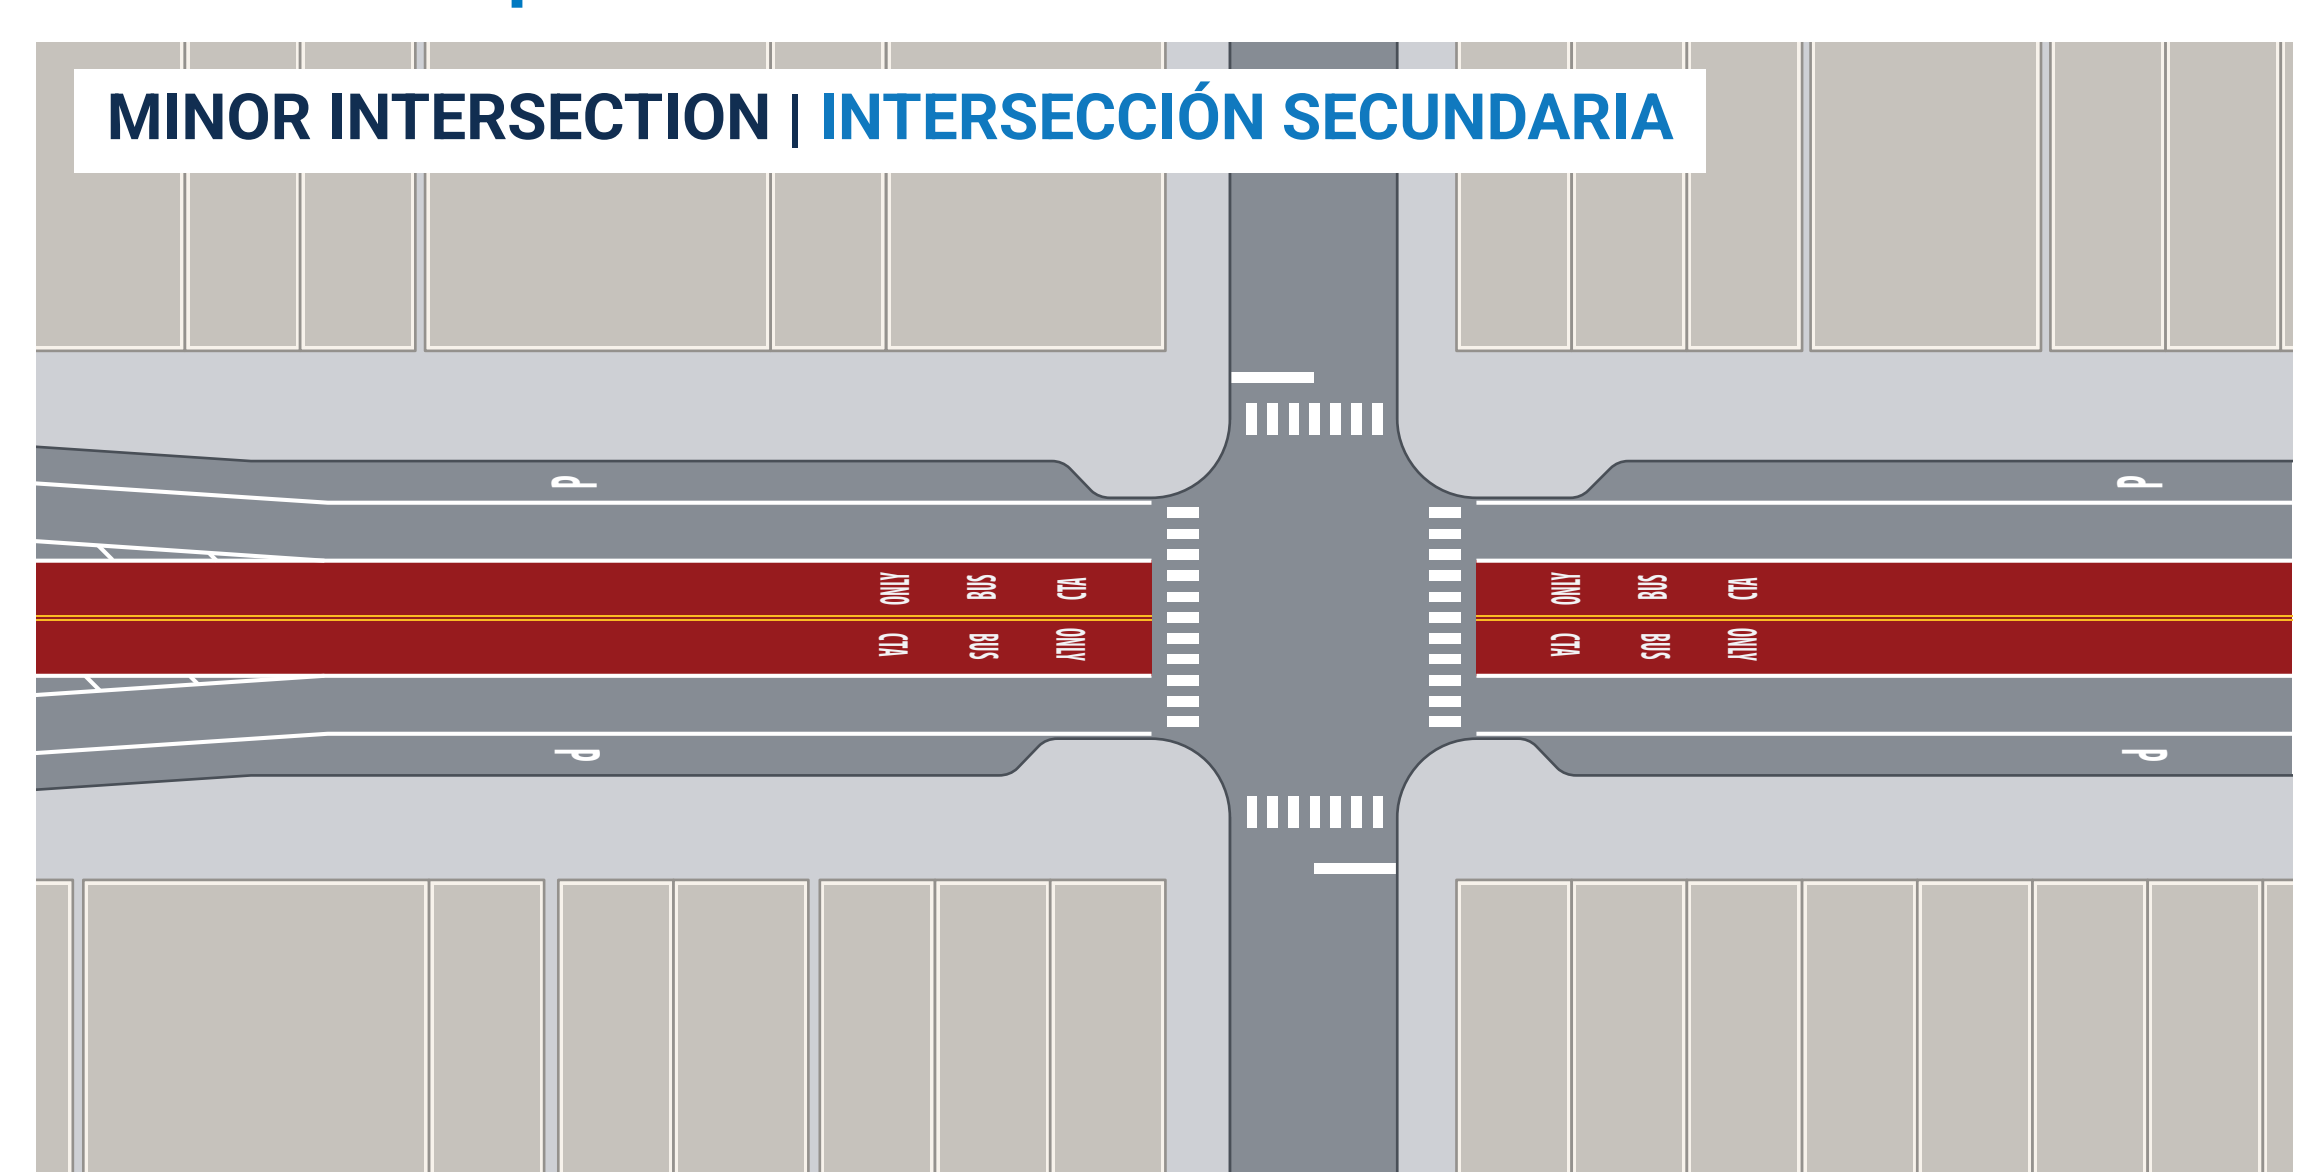 MINOR INTERSECTION | INTERSECCIÓN SECUNDARIA
P
P
ONLY BUS CTA
ONLY BUS CTA
CTA BUS ONLY
CTA BUS ONLY
P
P